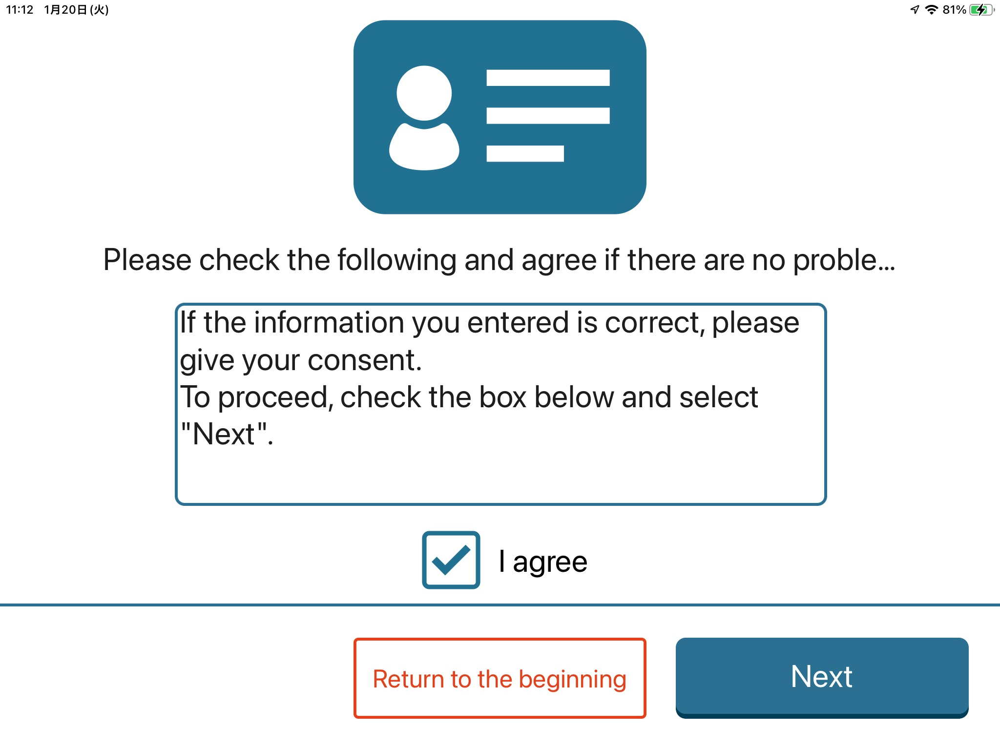 11:12 1月20日(火) 81%
Please check the following and agree if there are no proble...
If the information you entered is correct, please
give your consent.
To proceed, check the box below and select
"Next".
I agree
Return to the beginning
Next